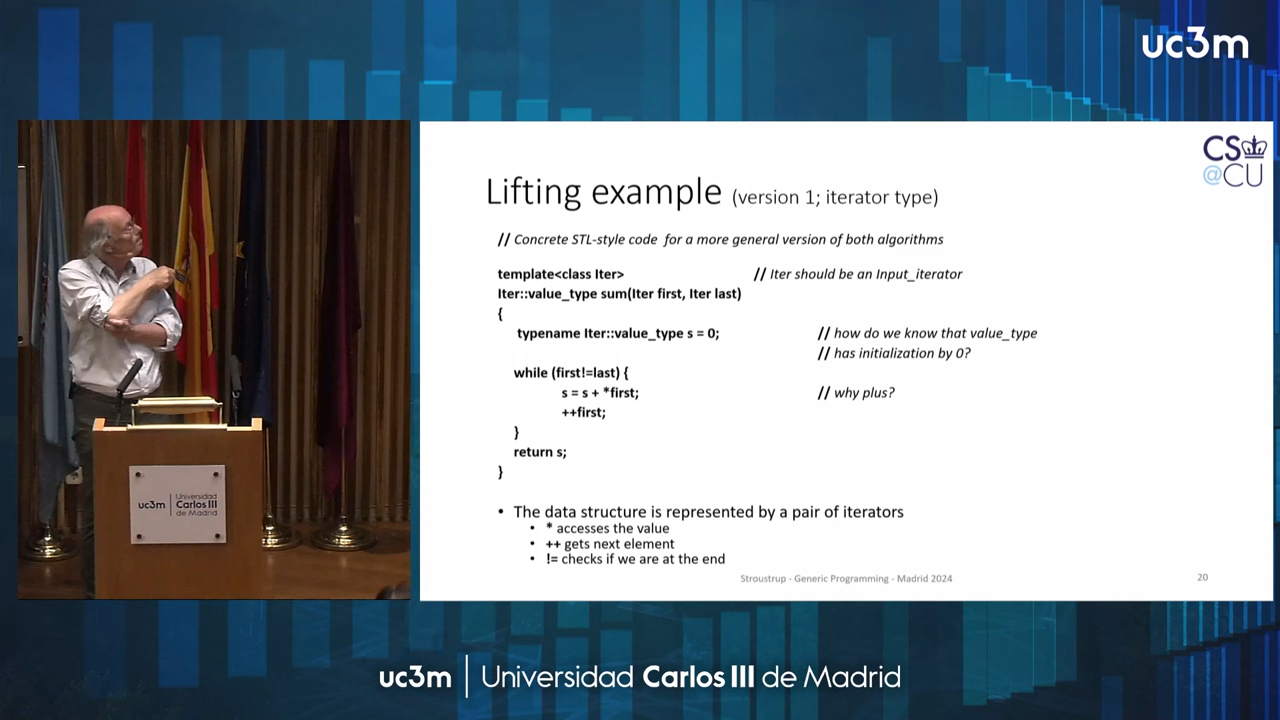 uc3m
CS
@CU
Lifting example (version 1; iterator type)
// Concrete STL-style code for a more general version of both algorithms
template<class Iter> // Iter should be an Input_iterator
Iter::value_type sum(Iter first, Iter last)
{
typename Iter::value_type s = 0; // how do we know that value_type
// has initialization by 0?
while (first!=last) {
s = s + *first; // why plus?
++first;
}
return s;
}
• The data structure is represented by a pair of iterators
• * accesses the value
• ++ gets next element
• != checks if we are at the end
Stroustrup - Generic Programming - Madrid 2024 20
uc3m | Universidad
Carlos III
de Madrid
uc3m | Universidad Carlos III de Madrid